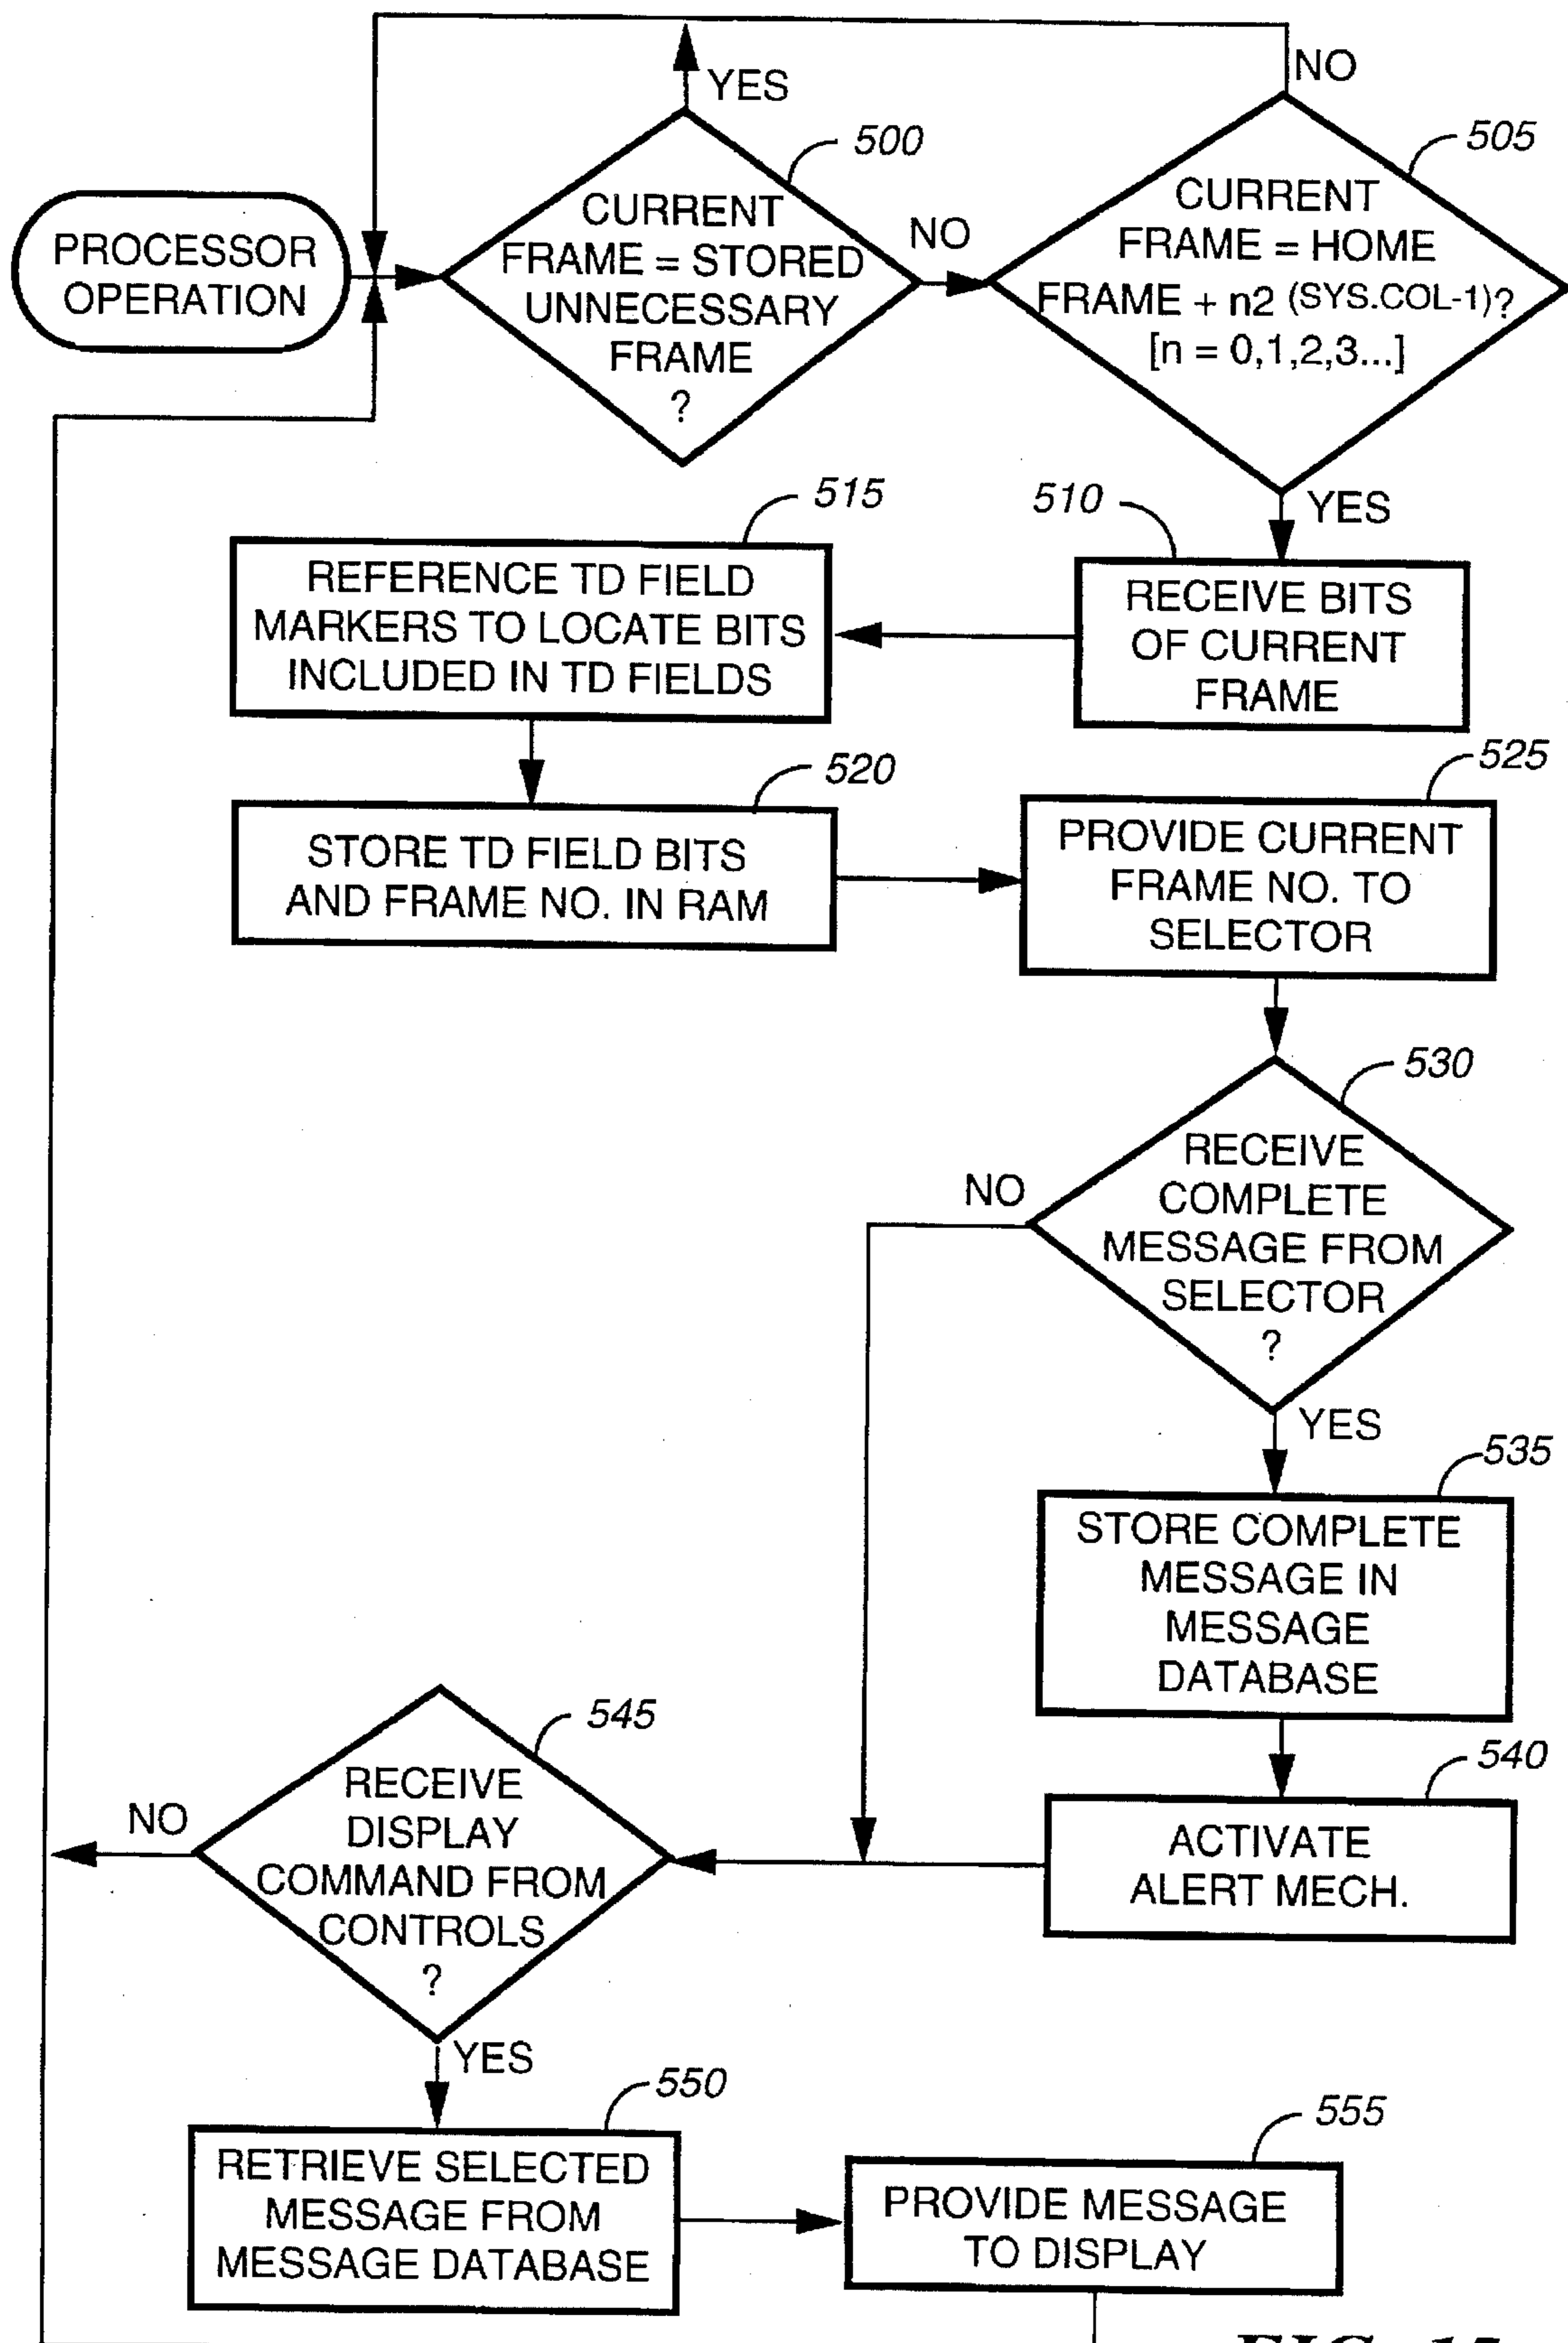 NO
YES
500
505
PROCESSOR
OPERATION
CURRENT
FRAME = STORED
UNNECESSARY
FRAME
?
NO
CURRENT
FRAME = HOME
FRAME + n2 (SYS.COL-1)?
[n = 0,1,2,3...]
YES
515
510
REFERENCE TD FIELD
MARKERS TO LOCATE BITS
INCLUDED IN TD FIELDS
RECEIVE BITS
OF CURRENT
FRAME
520
525
STORE TD FIELD BITS
AND FRAME NO. IN RAM
PROVIDE CURRENT
FRAME NO. TO
SELECTOR
530
NO
RECEIVE
COMPLETE
MESSAGE FROM
SELECTOR
?
YES
535
STORE COMPLETE
MESSAGE IN
MESSAGE
DATABASE
540
ACTIVATE
ALERT MECH.
545
NO
RECEIVE
DISPLAY
COMMAND FROM
CONTROLS
?
YES
550
555
RETRIEVE SELECTED
MESSAGE FROM
MESSAGE DATABASE
PROVIDE MESSAGE
TO DISPLAY